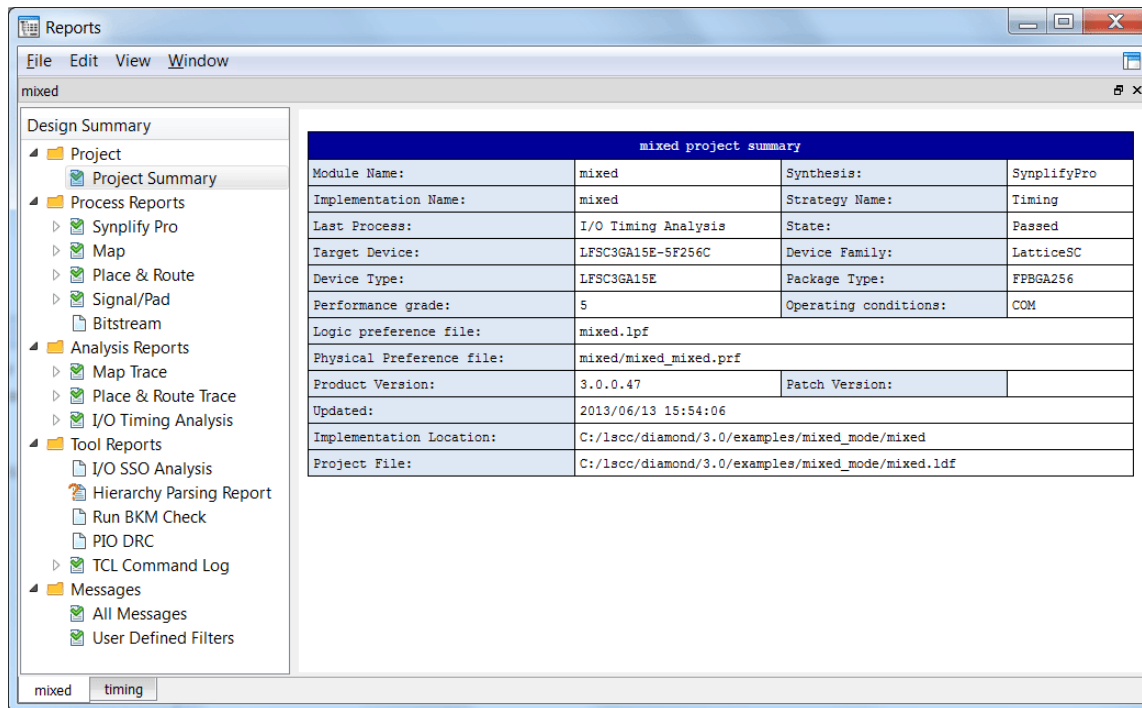 Reports
File Edit View Window
mixed
Design Summary
Project
Project Summary
Process Reports
Synplify Pro
Map
Place & Route
Signal/Pad
Bitstream
Analysis Reports
Map Trace
Place & Route Trace
I/O Timing Analysis
Tool Reports
I/O SSO Analysis
Hierarchy Parsing Report
Run BKM Check
PIO DRC
TCL Command Log
Messages
All Messages
User Defined Filters
mixed project summary
Module Name: mixed Synthesis: SynplifyPro
Implementation Name: mixed Strategy Name: Timing
Last Process: I/O Timing Analysis State: Passed
Target Device: LFSC3GA15E-5F256C Device Family: LatticeSC
Device Type: LFSC3GA15E Package Type: FPBGA256
Performance grade: 5 Operating conditions: COM
Logic preference file: mixed.lpf
Physical Preference file: mixed/mixed_mixed.prf
Product Version: 3.0.0.47 Patch Version:
Updated: 2013/06/13 15:54:06
Implementation Location: C:/lscc/diamond/3.0/examples/mixed_mode/mixed
Project File: C:/lscc/diamond/3.0/examples/mixed_mode/mixed.ldf
mixed timing